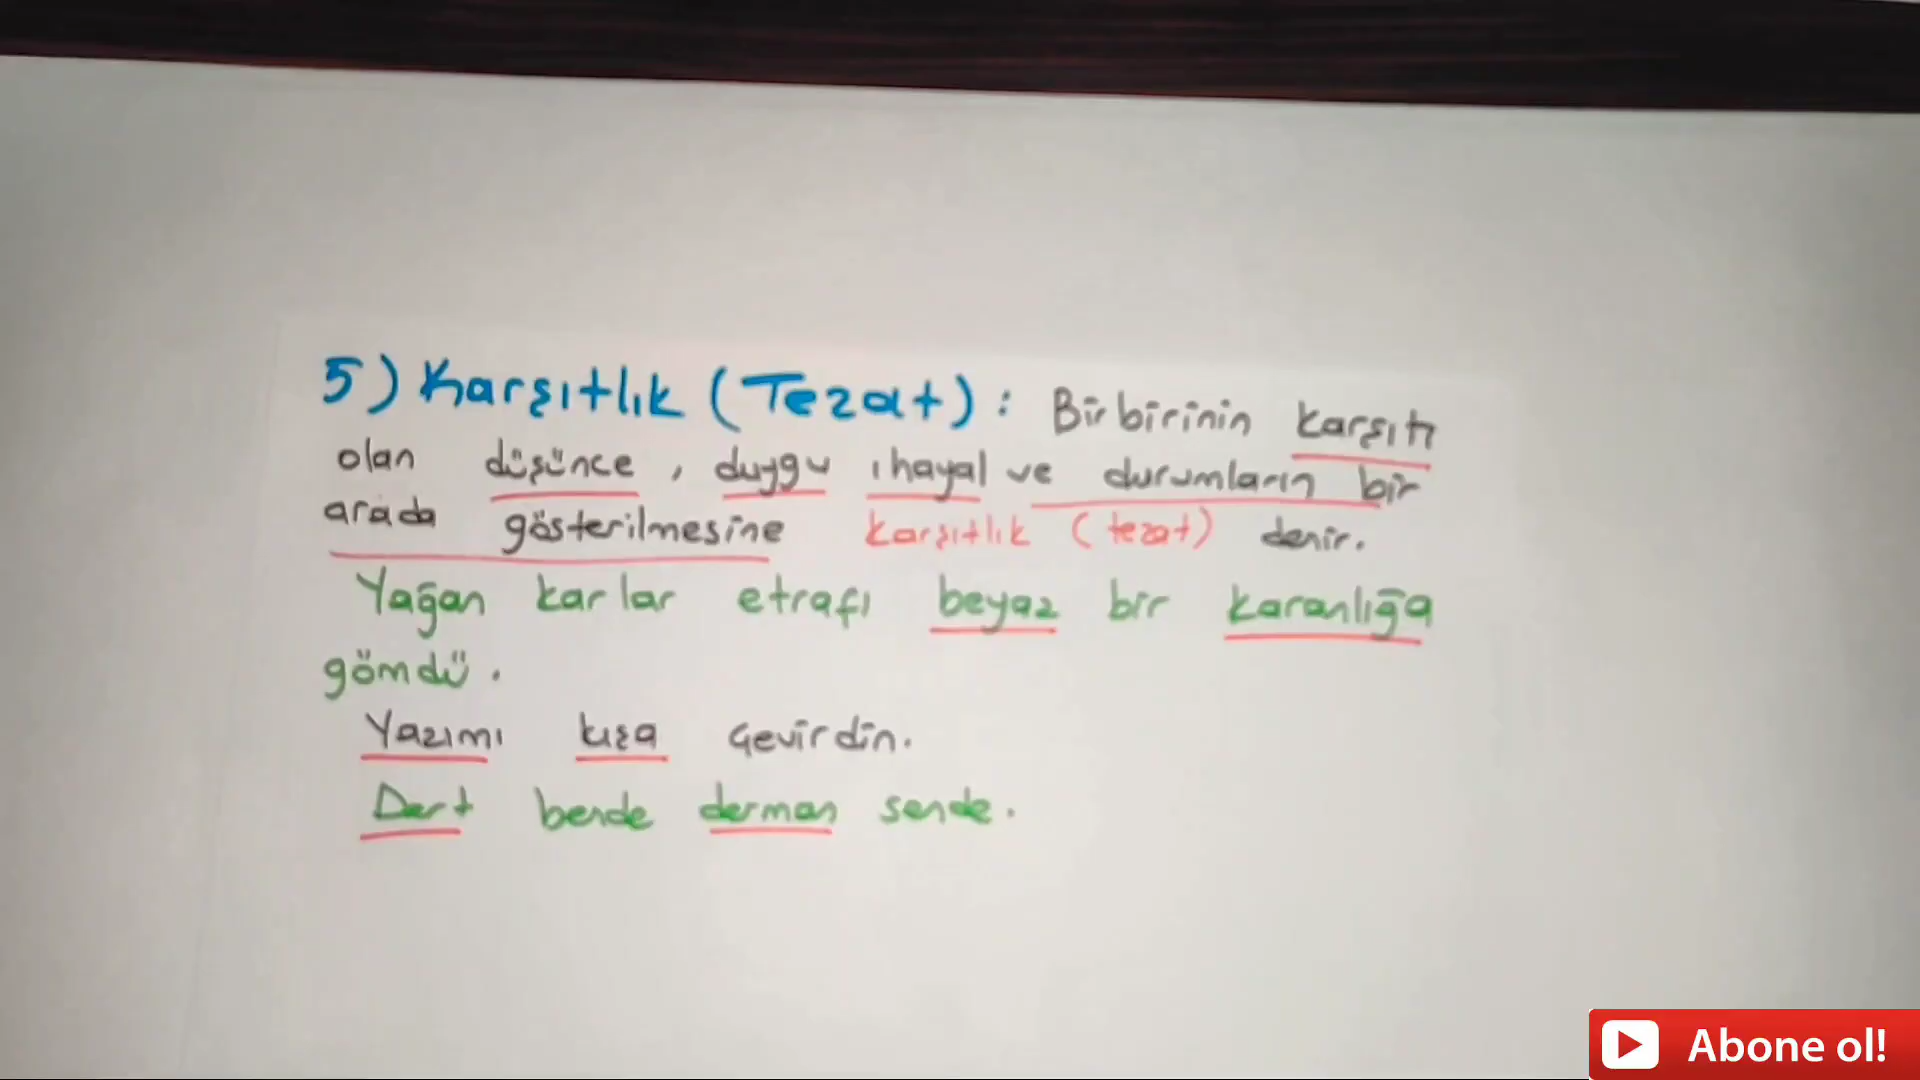 5) Karşıtlık (Tezat) : Birbirinin karşıtı
olan düşünce , duygu , hayal ve durumların bir
arada gösterilmesine karşıtlık (tezat) denir.
Yağan karlar etrafı beyaz bir karanlığa
gömdü .
Yazımı kışa çevirdin.
Dert bende derman sende.
Abone ol!